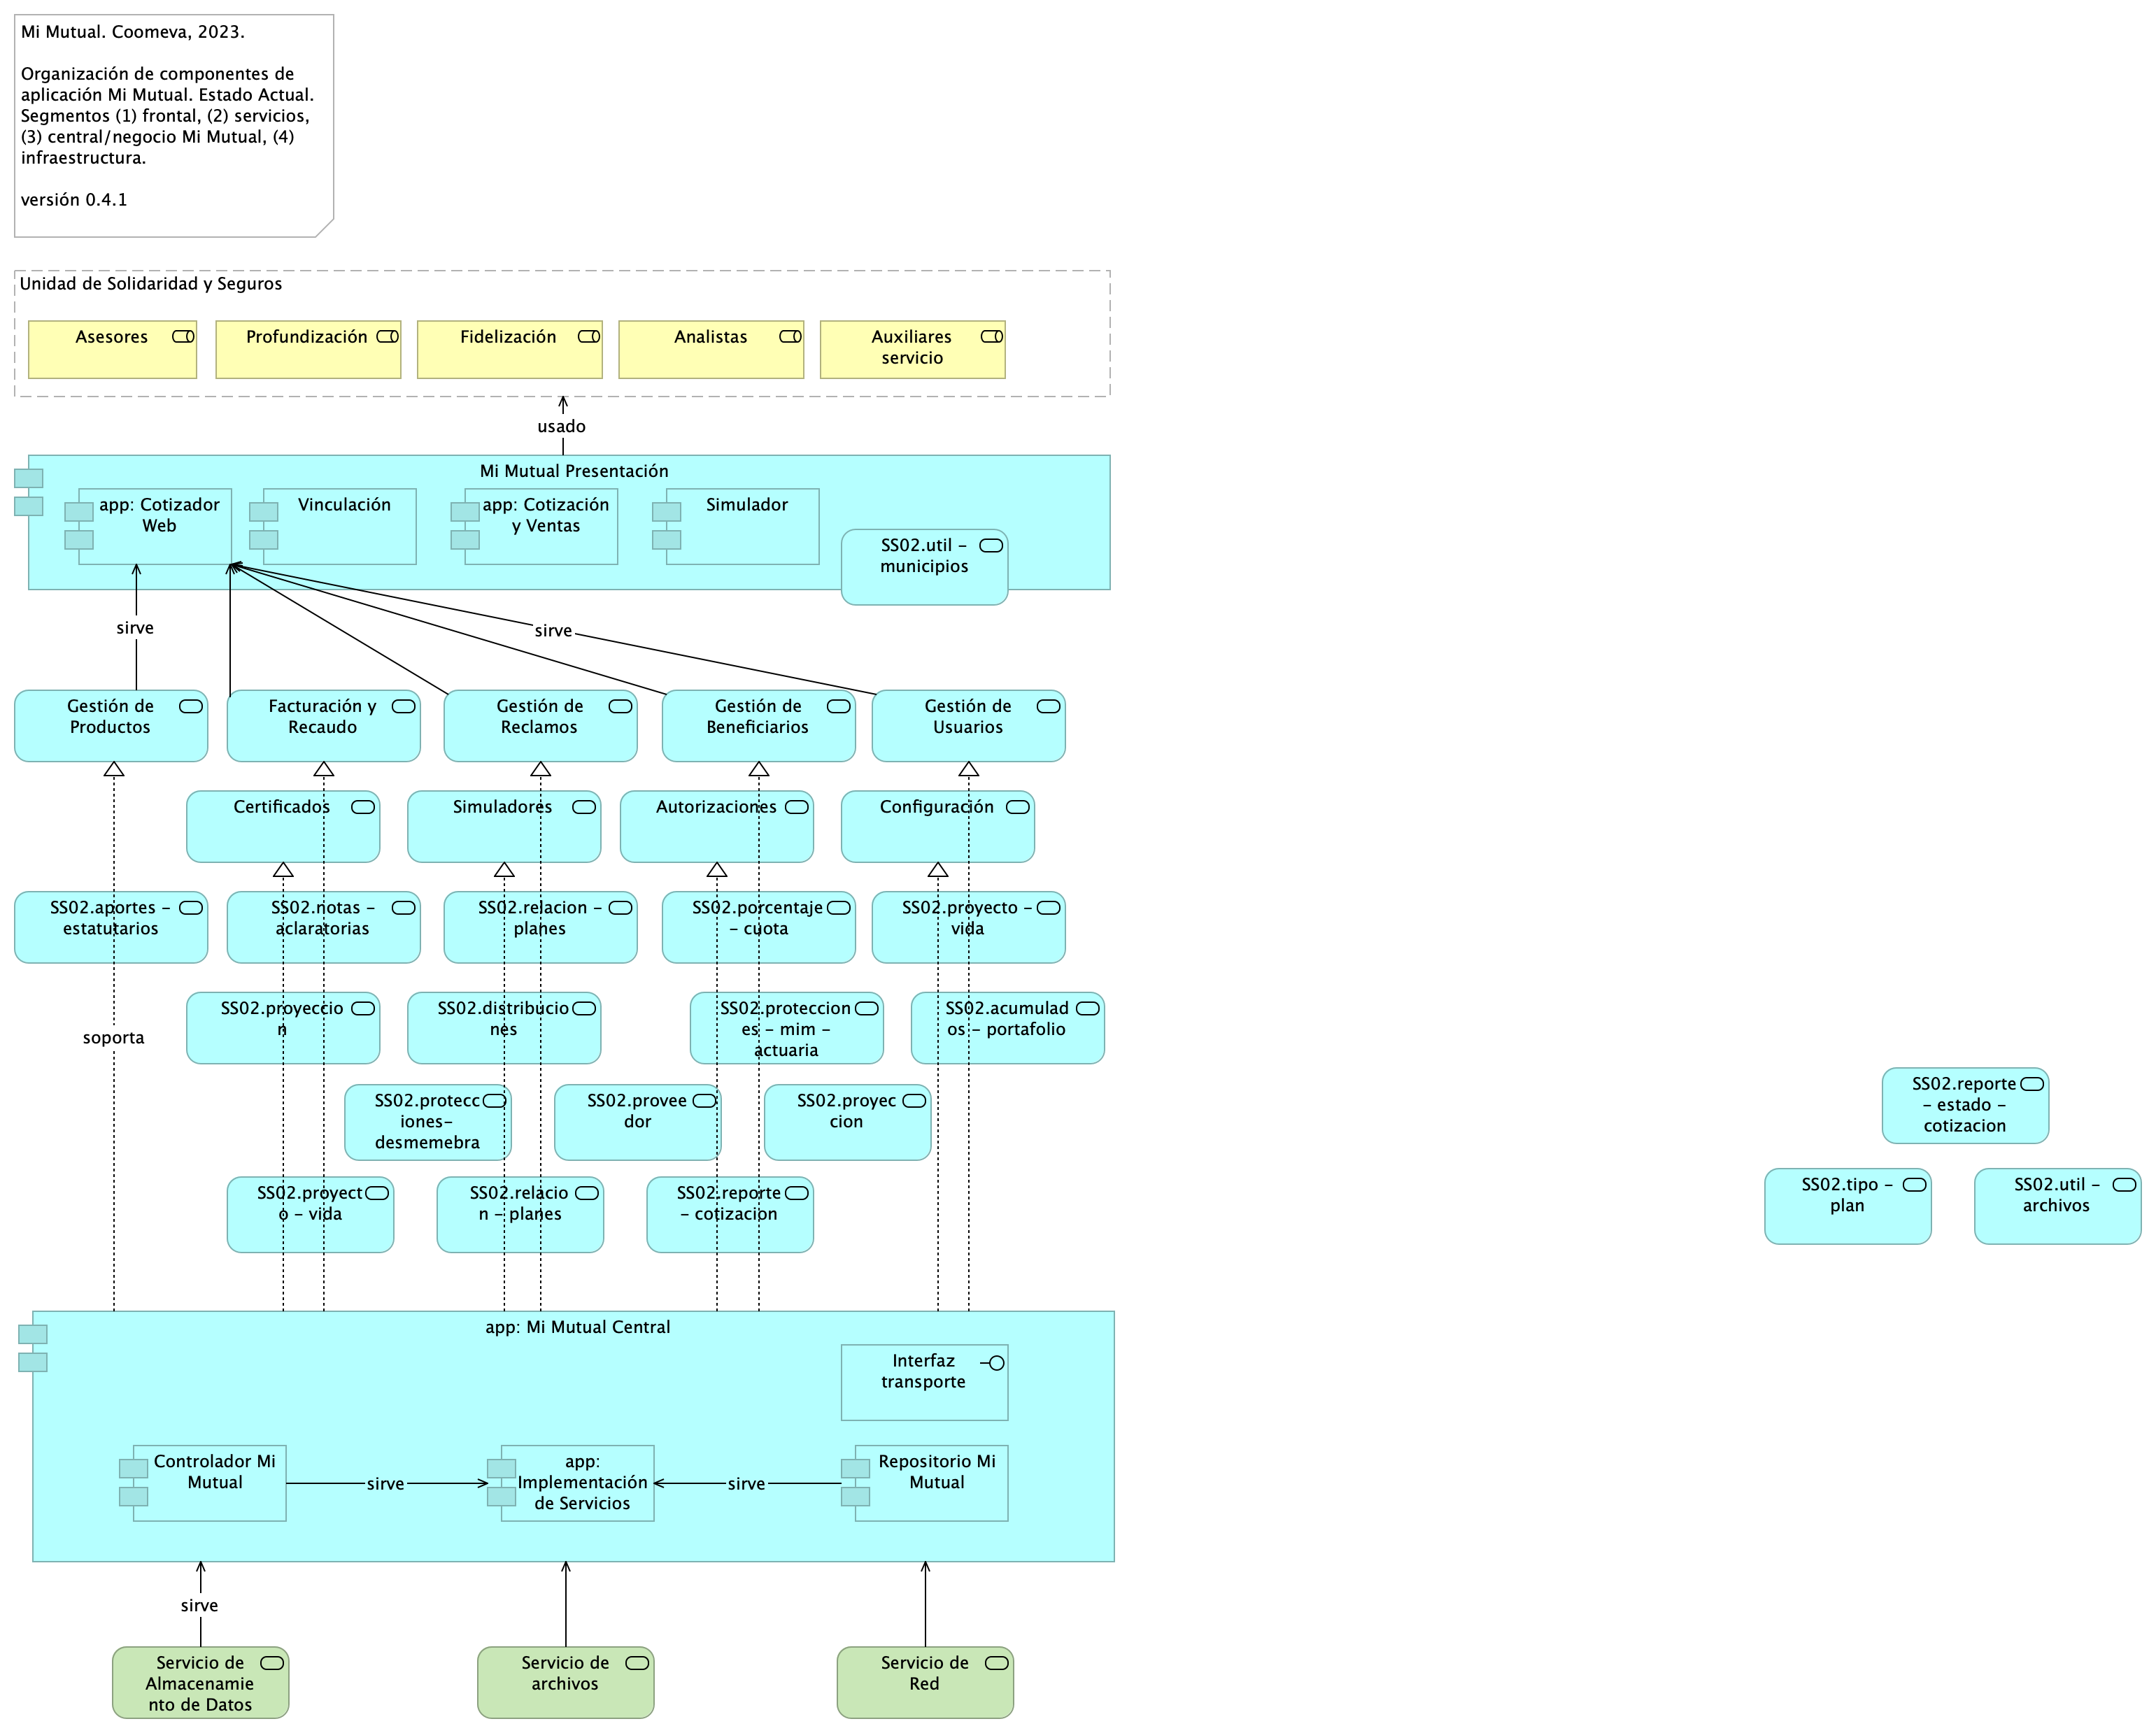 Mi Mutual. Coomeva, 2023.
Organización de componentes de
aplicación Mi Mutual. Estado Actual.
Segmentos (1) frontal, (2) servicios,
(3) central/negocio Mi Mutual, (4)
infraestructura.
versión 0.4.1
Unidad de Solidaridad y Seguros
Asesores
Profundización
Fidelización
Analistas
Auxiliares
servicio
usado
Mi Mutual Presentación
app: Cotizador
Web
Vinculación
app: Cotización
y Ventas
Simulador
SS02.util –
municipios
sirve
sirve
Gestión de
Productos
Facturación y
Recaudo
Gestión de
Reclamos
Gestión de
Beneficiarios
Gestión de
Usuarios
Certificados
Simuladores
Autorizaciones
Configuración
SS02.aportes –
estatutarios
SS02.notas –
aclaratorias
SS02.relacion –
planes
SS02.porcentaje
– cuota
SS02.proyecto –
vida
SS02.proyeccio
n
SS02.distribucio
nes
SS02.proteccion
es – mim –
actuaria
SS02.acumulad
os – portafolio
soporta
SS02.protecc
iones–
desmemebra
SS02.provee
dor
SS02.proyec
cion
SS02.reporte
– estado –
cotizacion
SS02.proyect
o – vida
SS02.relacio
n – planes
SS02.reporte
– cotizacion
SS02.tipo –
plan
SS02.util –
archivos
app: Mi Mutual Central
Interfaz
transporte
Controlador Mi
Mutual
sirve
app:
Implementación
de Servicios
sirve
Repositorio Mi
Mutual
sirve
Servicio de
Almacenamie
nto de Datos
Servicio de
archivos
Servicio de
Red